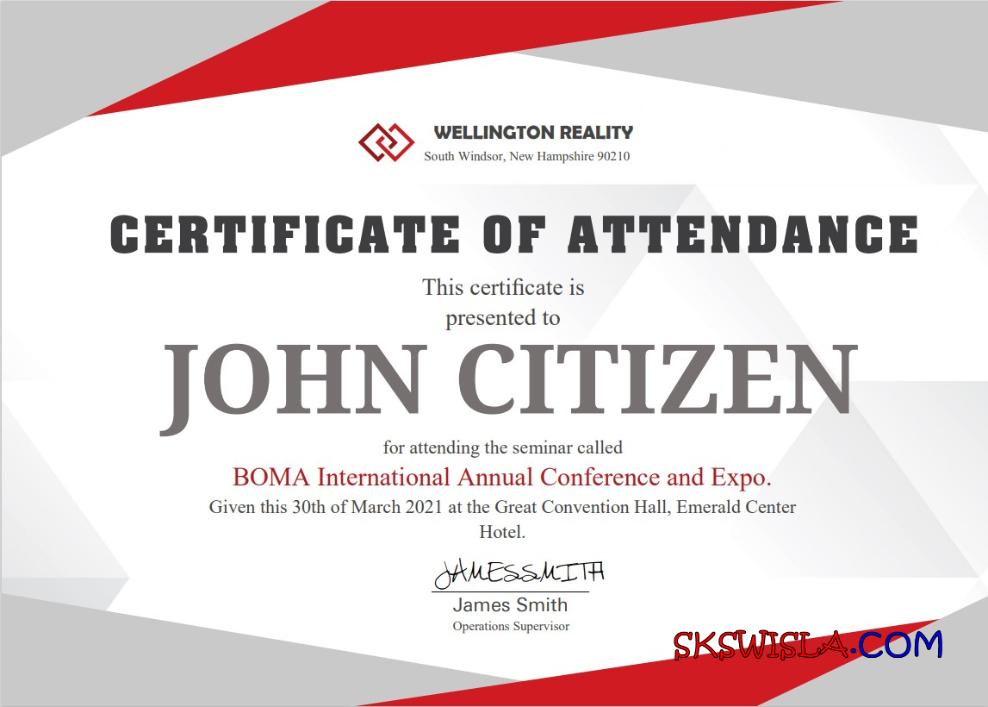 WELLINGTON REALITY
South Windsor, New Hampshire 90210
CERTIFICATE OF ATTENDANCE
This certificate is
presented to
JOHN CITIZEN
for attending the seminar called
BOMA International Annual Conference and Expo.
Given this 30th of March 2021 at the Great Convention Hall, Emerald Center
Hotel.
JAMESSMITH
James Smith
Operations Supervisor
SKSWISLA.COM